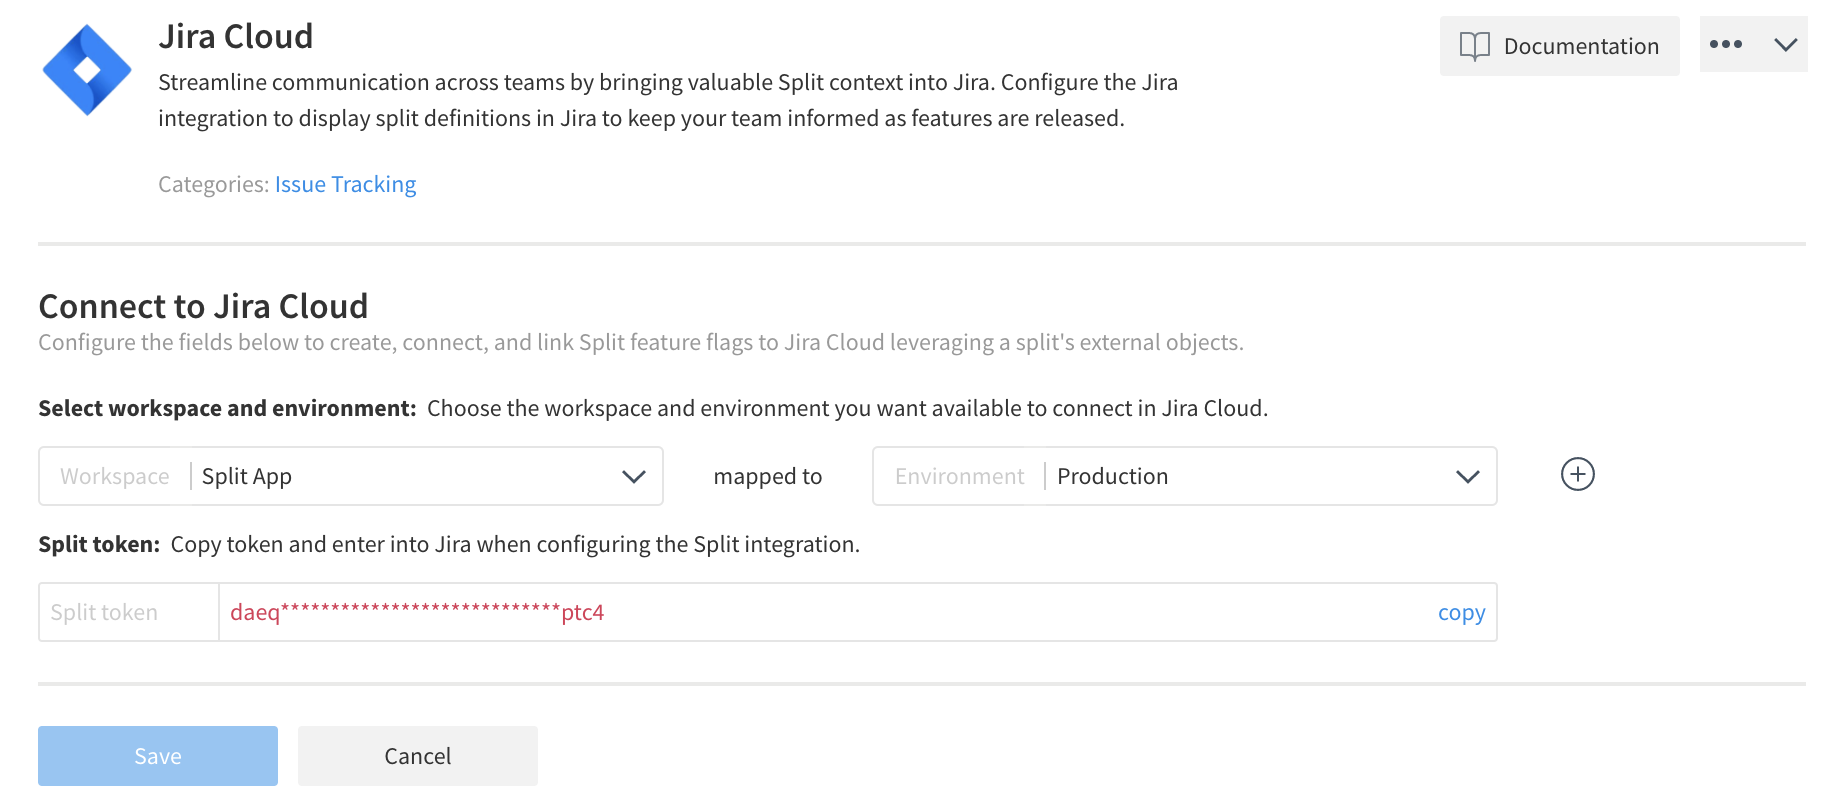 Jira Cloud
Documentation
Streamline communication across teams by bringing valuable Split context into Jira. Configure the Jira
integration to display split definitions in Jira to keep your team informed as features are released.
Categories: Issue Tracking
Connect to Jira Cloud
Configure the fields below to create, connect, and link Split feature flags to Jira Cloud leveraging a split's external objects.
Select workspace and environment: Choose the workspace and environment you want available to connect in Jira Cloud.
Workspace Split App mapped to Environment Production
Split token: Copy token and enter into Jira when configuring the Split integration.
Split token daeq****************************ptc4 copy
Save Cancel